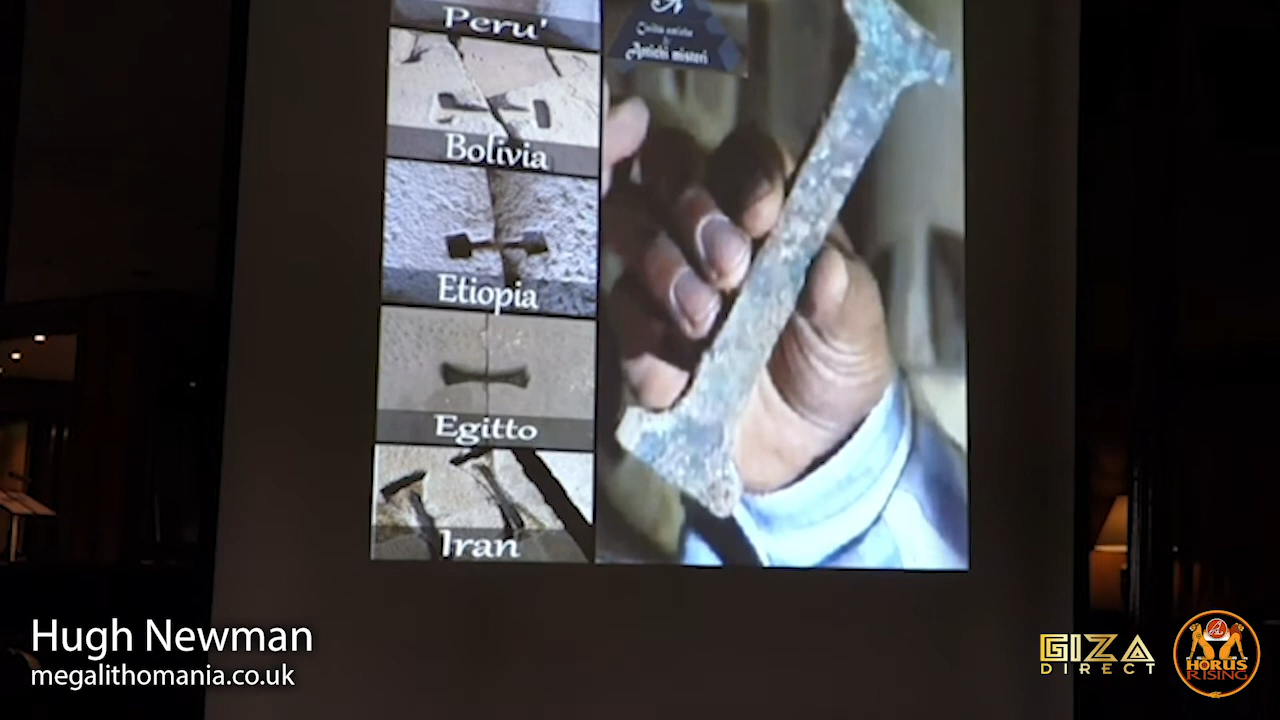 Peru'
Bolivia
Etiopia
Egitto
Iran
Antichi misteri
Hugh Newman
megalithomania.co.uk
GIZA
DIRECT
HORUS
RISING